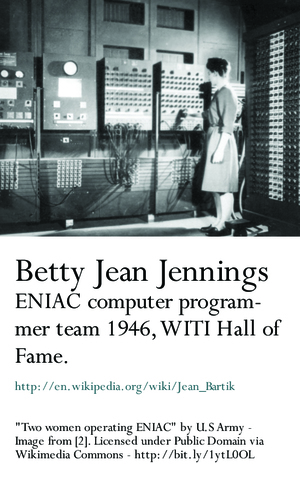 Betty Jean Jennings
ENIAC computer program-
mer team 1946, WITI Hall of
Fame.
http://en.wikipedia.org/wiki/Jean_Bartik
"Two women operating ENIAC" by U.S Army -
Image from [2]. Licensed under Public Domain via
Wikimedia Commons - http://bit.ly/1ytL0OL